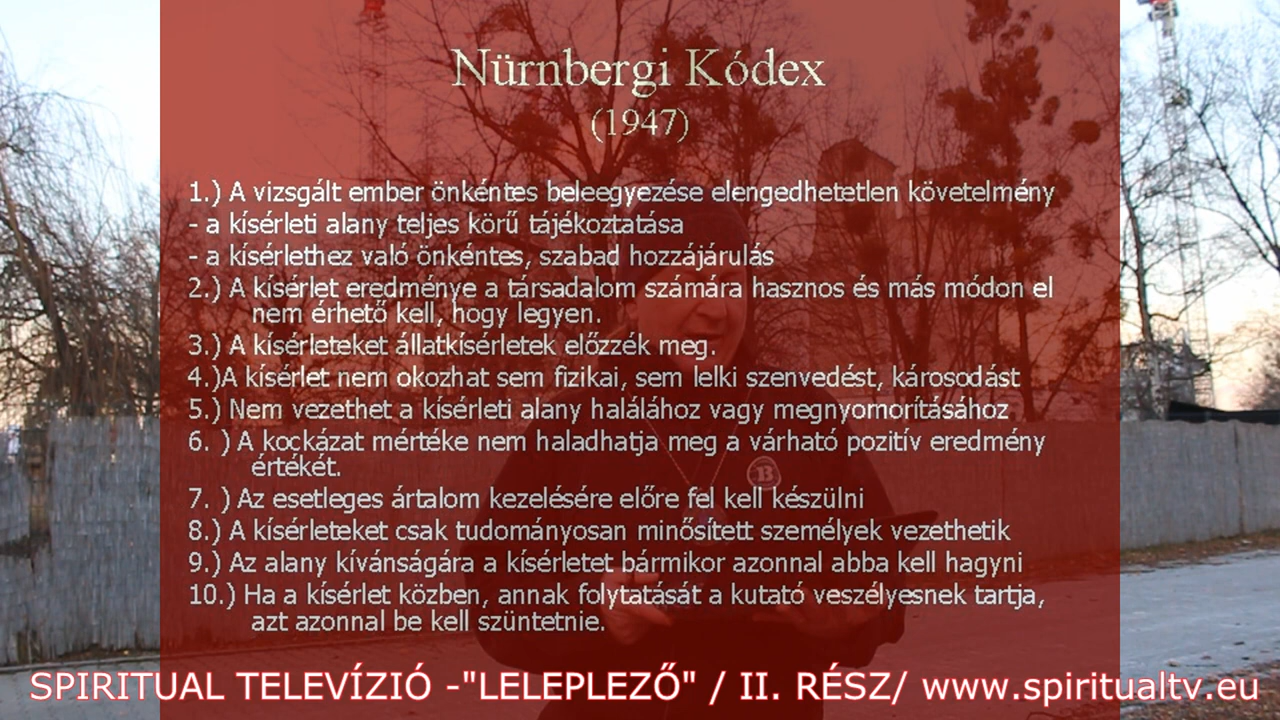 Nürnbergi Kódex
(1947)
1.) A vizsgált ember önkéntes beleegyezése elengedhetetlen követelmény
- a kísérleti alany teljes körű tájékoztatása
- a kísérlethez való önkéntes, szabad hozzájárulás
2.) A kísérlet eredménye a társadalom számára hasznos és más módon el
nem érhető kell, hogy legyen.
3.) A kísérleteket állatkísérletek előzzék meg.
4.)A kísérlet nem okozhat sem fizikai, sem lelki szenvedést, károsodást
5.) Nem vezethet a kísérleti alany halálához vagy megnyomorításához
6. ) A kockázat mértéke nem haladhatja meg a várható pozitív eredmény
értékét.
7. ) Az esetleges ártalom kezelésére előre fel kell készülni
8.) A kísérleteket csak tudományosan minősített személyek vezethetik
9.) Az alany kívánságára a kísérletet bármikor azonnal abba kell hagyni
10.) Ha a kísérlet közben, annak folytatását a kutató veszélyesnek tartja,
azt azonnal be kell szüntetnie.
B
SPIRITUAL TELEVÍZIÓ -"LELEPLEZŐ" / II. RÉSZ/ www.spiritualtv.eu